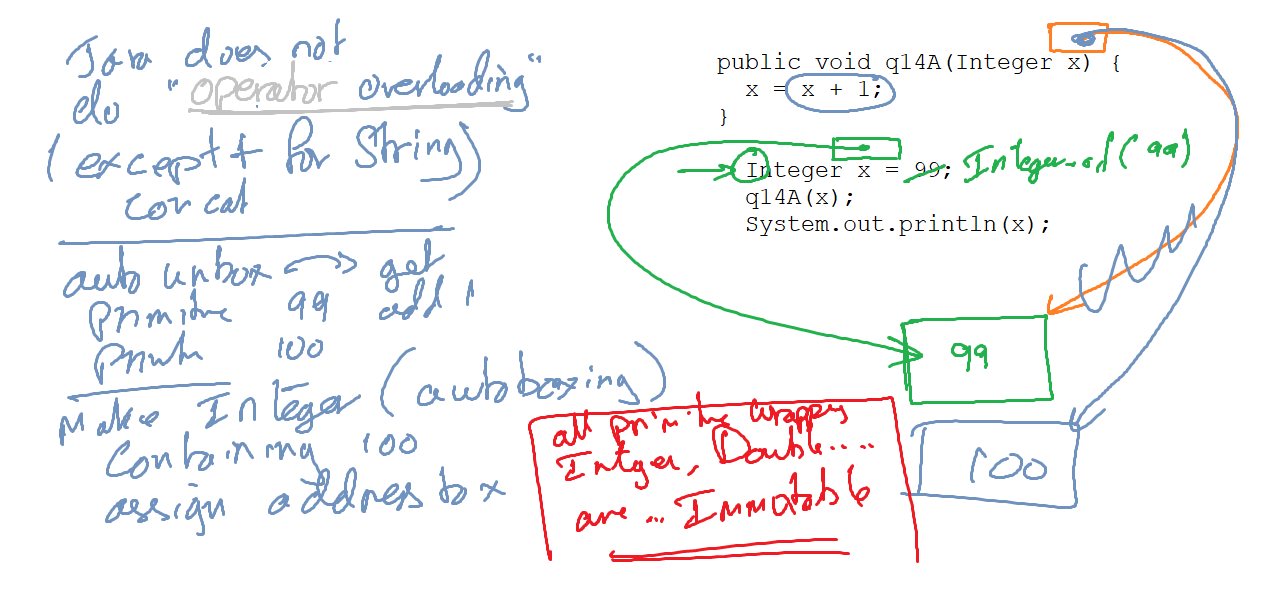 Java does not
do "operator overloading"
(except + for String)
concat
auto unbox get
primitive 99 add 1
100
Make Integer (autoboxing)
Containing 100
assign address to x
public void q14A(Integer x) {
x = x + 1;
}
Integer x = 99; Integer.of(99)
q14A(x);
System.out.println(x);
99
100
all primitive wrappers
Integer, Double....
are ... Immutable